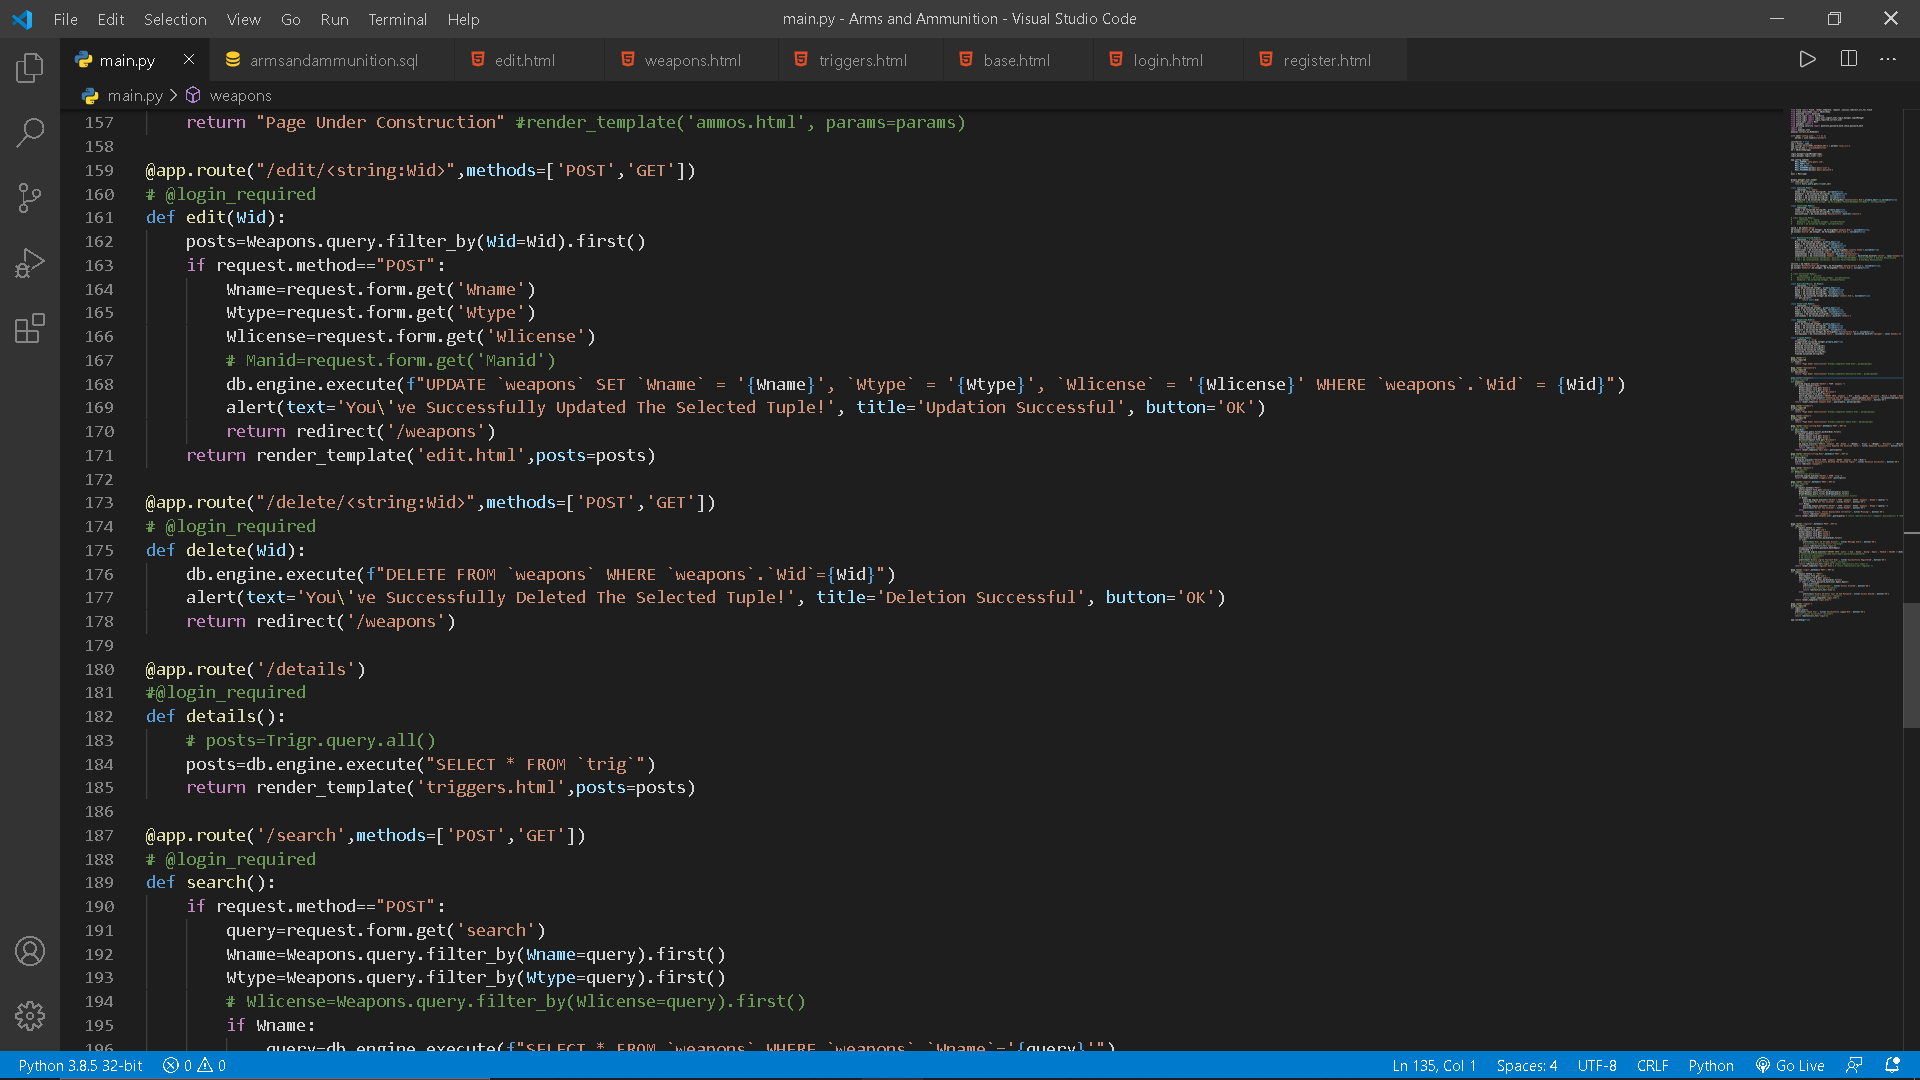 File Edit Selection View Go Run Terminal Help
main.py - Arms and Ammunition - Visual Studio Code
main.py armsandammunition.sql edit.html weapons.html triggers.html base.html login.html register.html
main.py > weapons
157 return "Page Under Construction" #render_template('ammos.html', params=params)
158
159 @app.route("/edit/<string:Wid>",methods=['POST','GET'])
160 # @login_required
161 def edit(Wid):
162 posts=Weapons.query.filter_by(Wid=Wid).first()
163 if request.method=="POST":
164 Wname=request.form.get('Wname')
165 Wtype=request.form.get('Wtype')
166 Wlicense=request.form.get('Wlicense')
167 # Manid=request.form.get('Manid')
168 db.engine.execute(f"UPDATE `weapons` SET `Wname` = '{Wname}', `Wtype` = '{Wtype}', `Wlicense` = '{Wlicense}' WHERE `weapons`.`Wid` = {Wid}")
169 alert(text='You\'ve Successfully Updated The Selected Tuple!', title='Updation Successful', button='OK')
170 return redirect('/weapons')
171 return render_template('edit.html',posts=posts)
172
173 @app.route("/delete/<string:Wid>",methods=['POST','GET'])
174 # @login_required
175 def delete(Wid):
176 db.engine.execute(f"DELETE FROM `weapons` WHERE `weapons`.`Wid`={Wid}")
177 alert(text='You\'ve Successfully Deleted The Selected Tuple!', title='Deletion Successful', button='OK')
178 return redirect('/weapons')
179
180 @app.route('/details')
181 #@login_required
182 def details():
183 # posts=Trigr.query.all()
184 posts=db.engine.execute("SELECT * FROM `trig`")
185 return render_template('triggers.html',posts=posts)
186
187 @app.route('/search',methods=['POST','GET'])
188 # @login_required
189 def search():
190 if request.method=="POST":
191 query=request.form.get('search')
192 Wname=Weapons.query.filter_by(Wname=query).first()
193 Wtype=Weapons.query.filter_by(Wtype=query).first()
194 # Wlicense=Weapons.query.filter_by(Wlicense=query).first()
195 if Wname:
196 query=db.engine.execute(f"SELECT * FROM `weapons` WHERE `weapons`.`Wname`='{query}'")
Python 3.8.5 32-bit 0 0 Ln 135, Col 1 Spaces: 4 UTF-8 CRLF Python Go Live